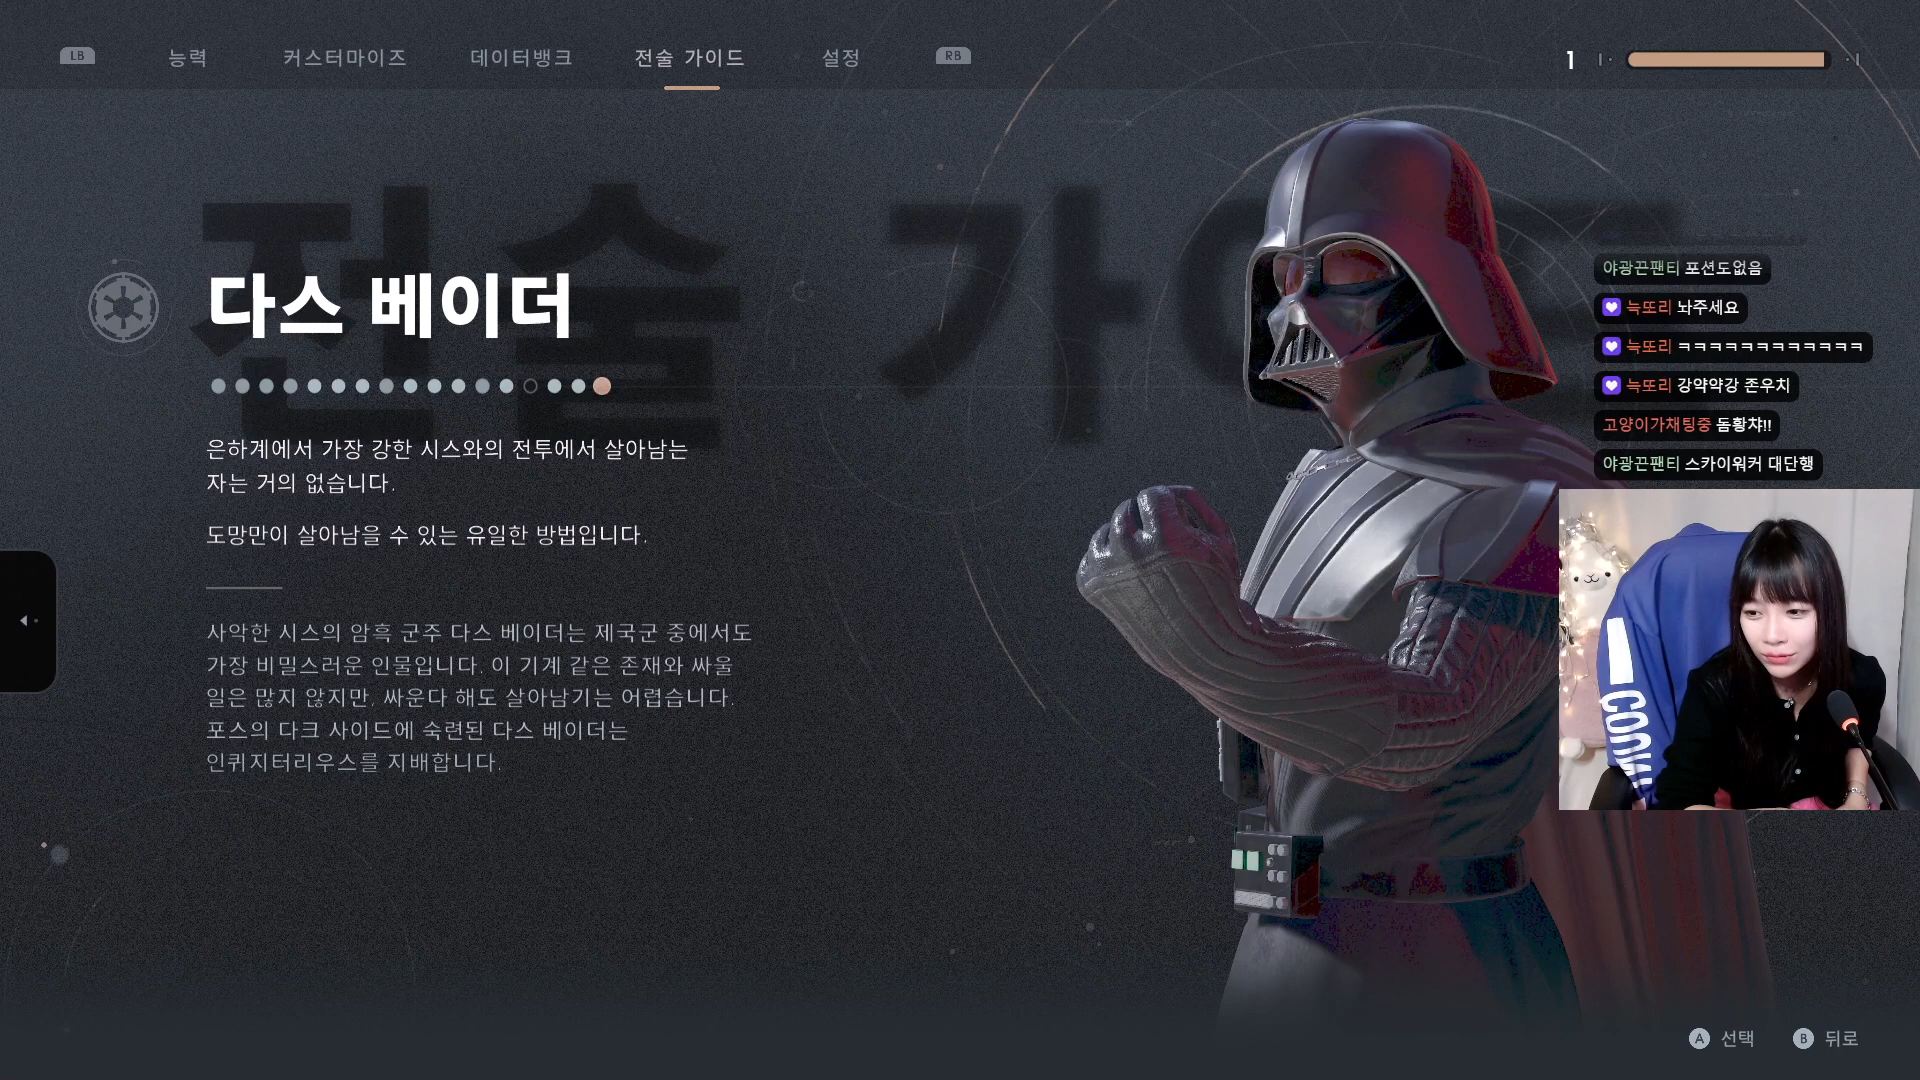 LB 능력 커스터마이즈 데이터뱅크 전술 가이드 설정 RB 1
전술 가이드
다스 베이더
은하계에서 가장 강한 시스와의 전투에서 살아남는
자는 거의 없습니다.
도망만이 살아남을 수 있는 유일한 방법입니다.
사악한 시스의 암흑 군주 다스 베이더는 제국군 중에서도
가장 비밀스러운 인물입니다. 이 기계 같은 존재와 싸울
일은 많지 않지만, 싸운다 해도 살아남기는 어렵습니다.
포스의 다크 사이드에 숙련된 다스 베이더는
인퀴지터리우스를 지배합니다.
야광끈팬티 포션도없음
늑또리 놔주세요
늑또리 ㅋㅋㅋㅋㅋㅋㅋㅋㅋㅋㅋㅋ
늑또리 강약약강 존우치
고양이가채팅중 돔황챠!!
야광끈팬티 스카이워커 대단행
A 선택 B 뒤로